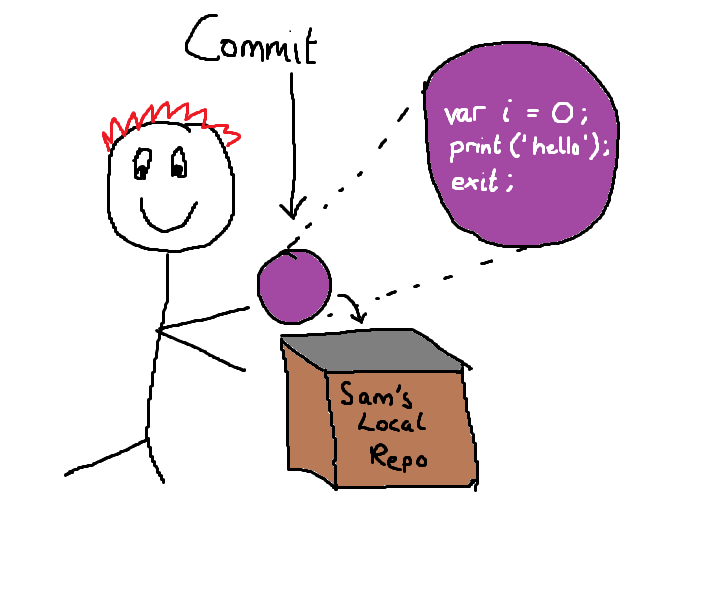 Commit
var i = 0;
print('hello');
exit;
Sam's
Local
Repo